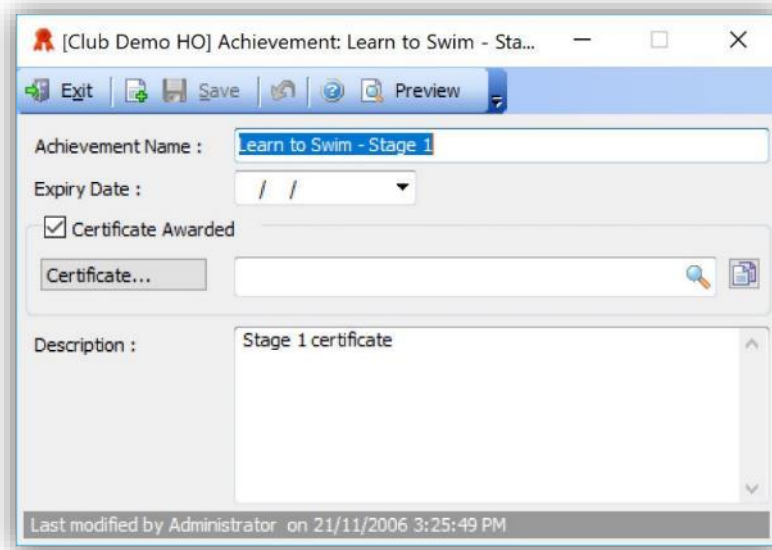 [Club Demo HO] Achievement: Learn to Swim - Sta...
Exit Save Preview
Achievement Name : Learn to Swim - Stage 1
Expiry Date : / /
Certificate Awarded
Certificate...
Description : Stage 1 certificate
Last modified by Administrator on 21/11/2006 3:25:49 PM